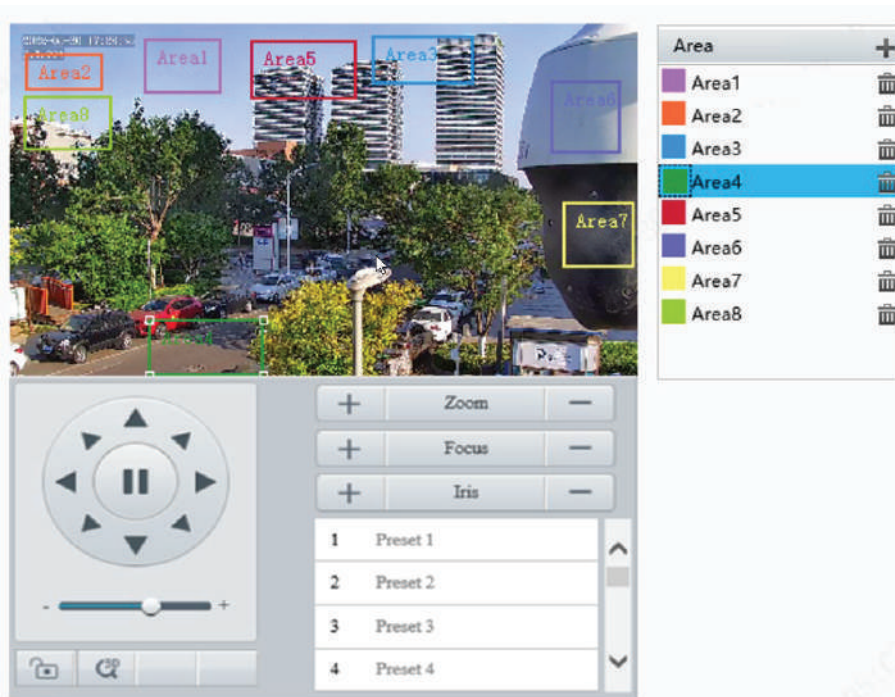 Area1
Area5
Area3
Area2
Area8
Area6
Area7
Area4
Area
Area1
Area2
Area3
Area4
Area5
Area6
Area7
Area8
+ Zoom −
+ Focus −
+ Iris −
1 Preset 1
2 Preset 2
3 Preset 3
4 Preset 4
- +
3D